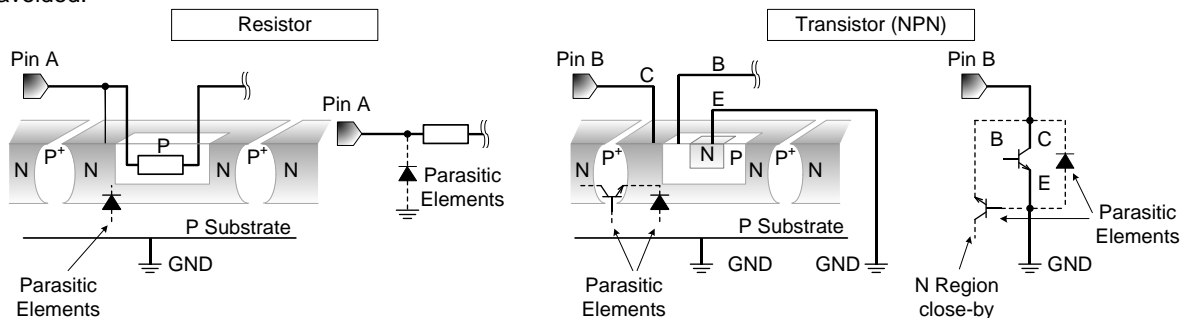 avoided.
Resistor
Transistor (NPN)
Pin A
Pin A
N
P+
N
P
N
P+
N
Parasitic
Elements
P Substrate
GND
Parasitic
Elements
Pin B
C
B
E
N
P+
N
N
P
N
P+
N
P Substrate
GND
GND
Parasitic
Elements
Pin B
B
C
E
Parasitic
Elements
GND
N Region
close-by